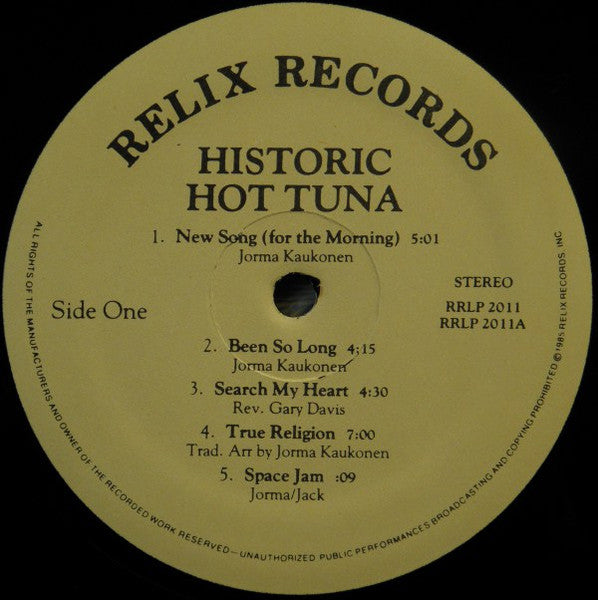 RELIX RECORDS
HISTORIC
HOT TUNA
1. New Song (for the Morning) 5:01
Jorma Kaukonen
STEREO
RRLP 2011
RRLP 2011A
Side One
2. Been So Long 4;15
Jorma Kaukonen
3. Search My Heart 4:30
Rev. Gary Davis
4. True Religion 7:00
Trad. Arr by Jorma Kaukonen
5. Space Jam :09
Jorma/Jack
ALL RIGHTS OF THE MANUFACTURERS AND OWNER OF THE RECORDED WORK RESERVED—UNAUTHORIZED PUBLIC PERFORMANCES BROADCASTING AND COPYING PROHIBITED © 1985 RELIX RECORDS, INC